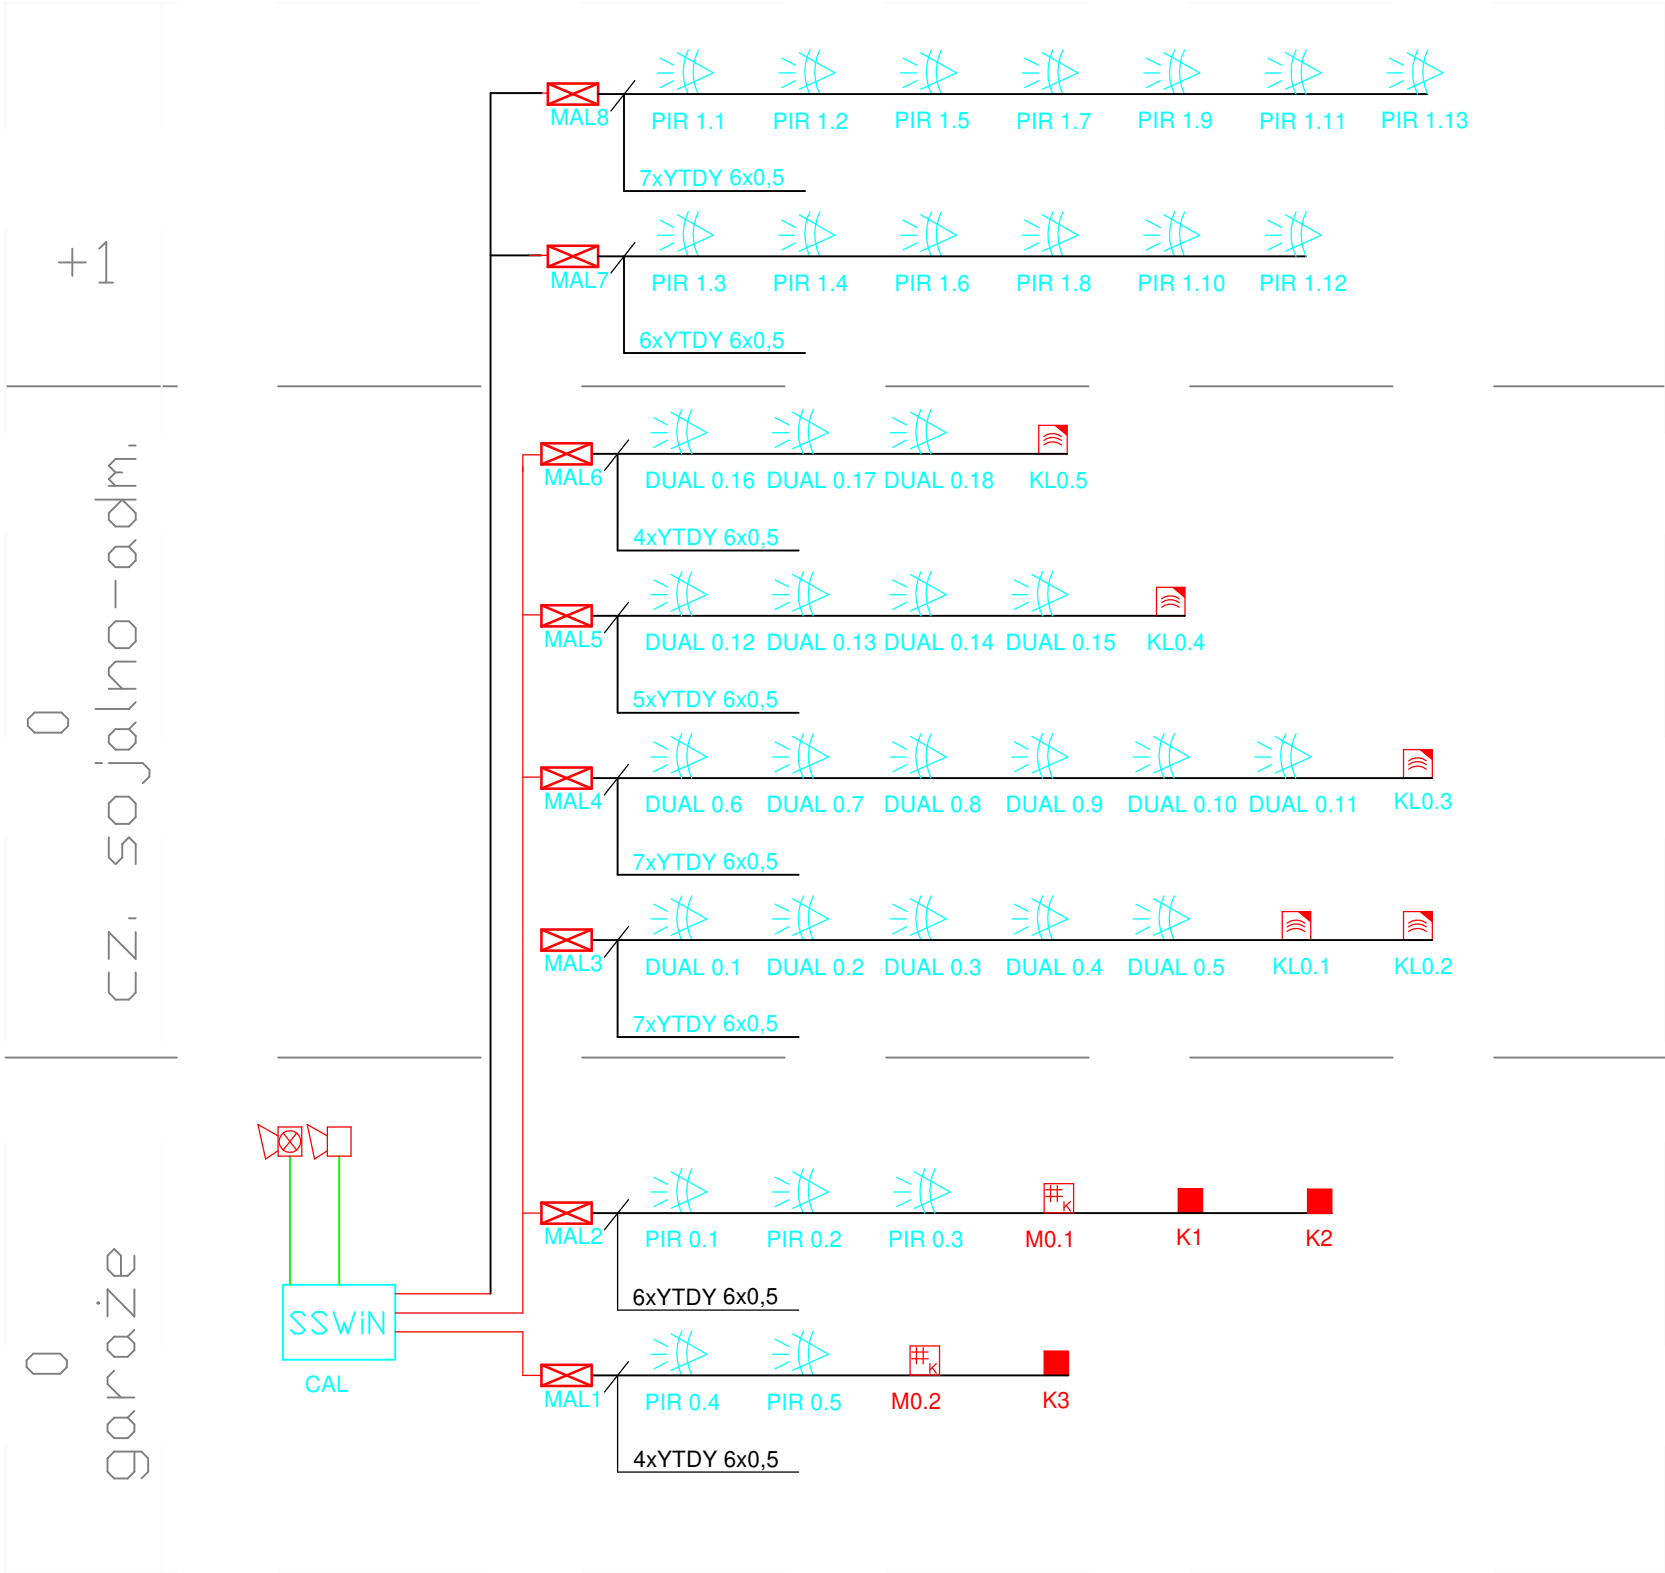 MAL8 PIR 1.1 PIR 1.2 PIR 1.5 PIR 1.7 PIR 1.9 PIR 1.11 PIR 1.13
7xYTDY 6x0,5
+1
MAL7 PIR 1.3 PIR 1.4 PIR 1.6 PIR 1.8 PIR 1.10 PIR 1.12
6xYTDY 6x0,5
0
cz. sojalno-adm.
MAL6 DUAL 0.16 DUAL 0.17 DUAL 0.18 KL0.5
4xYTDY 6x0,5
MAL5 DUAL 0.12 DUAL 0.13 DUAL 0.14 DUAL 0.15 KL0.4
5xYTDY 6x0,5
MAL4 DUAL 0.6 DUAL 0.7 DUAL 0.8 DUAL 0.9 DUAL 0.10 DUAL 0.11 KL0.3
7xYTDY 6x0,5
MAL3 DUAL 0.1 DUAL 0.2 DUAL 0.3 DUAL 0.4 DUAL 0.5 KL0.1 KL0.2
7xYTDY 6x0,5
0
garaże
K
MAL2 PIR 0.1 PIR 0.2 PIR 0.3 M0.1 K1 K2
6xYTDY 6x0,5
SSWiN
CAL
K
MAL1 PIR 0.4 PIR 0.5 M0.2 K3
4xYTDY 6x0,5